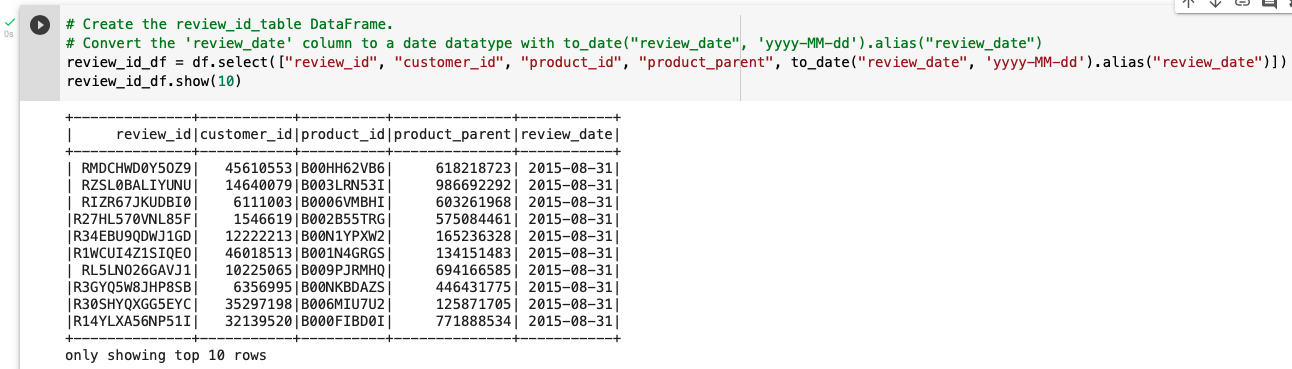 0s
# Create the review_id_table DataFrame.
# Convert the 'review_date' column to a date datatype with to_date("review_date", 'yyyy-MM-dd').alias("review_date")
review_id_df = df.select(["review_id", "customer_id", "product_id", "product_parent", to_date("review_date", 'yyyy-MM-dd').alias("review_date")])
review_id_df.show(10)
+--------------+-----------+----------+--------------+-----------+
|     review_id|customer_id|product_id|product_parent|review_date|
+--------------+-----------+----------+--------------+-----------+
| RMDCHWD0Y5OZ9|   45610553|B00HH62VB6|     618218723| 2015-08-31|
| RZSL0BALIYUNU|   14640079|B003LRN53I|     986692292| 2015-08-31|
| RIZR67JKUDBI0|    6111003|B0006VMBHI|     603261968| 2015-08-31|
|R27HL570VNL85F|    1546619|B002B55TRG|     575084461| 2015-08-31|
|R34EBU9QDWJ1GD|   12222213|B00N1YPXW2|     165236328| 2015-08-31|
|R1WCUI4Z1SIQEO|   46018513|B001N4GRGS|     134151483| 2015-08-31|
| RL5LNO26GAVJ1|   10225065|B009PJRMHQ|     694166585| 2015-08-31|
|R3GYQ5W8JHP8SB|    6356995|B00NKBDAZS|     446431775| 2015-08-31|
|R30SHYQXGG5EYC|   35297198|B006MIU7U2|     125871705| 2015-08-31|
|R14YLXA56NP51I|   32139520|B000FIBD0I|     771888534| 2015-08-31|
+--------------+-----------+----------+--------------+-----------+
only showing top 10 rows